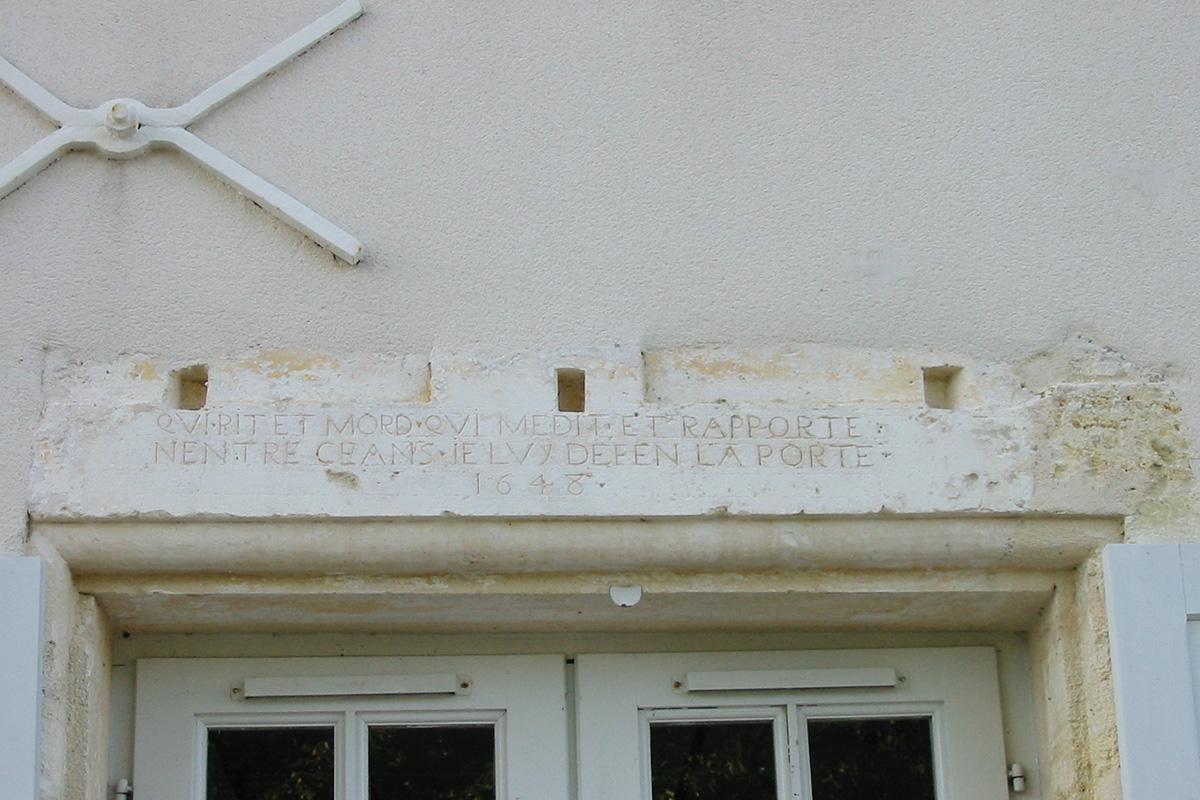 QVI·RIT ET MORD·QVI MEDIT·ET RAPPORTE·
NENTRE CEANS·IE LVY DEFEN LA PORTE·
1648·